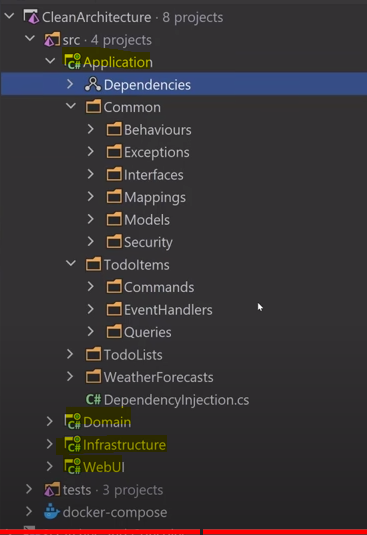 CleanArchitecture · 8 projects
src · 4 projects
C# Application
Dependencies
Common
Behaviours
Exceptions
Interfaces
Mappings
Models
Security
TodoItems
Commands
EventHandlers
Queries
TodoLists
WeatherForecasts
C# DependencyInjection.cs
C# Domain
C# Infrastructure
C# WebUI
tests · 3 projects
docker-compose